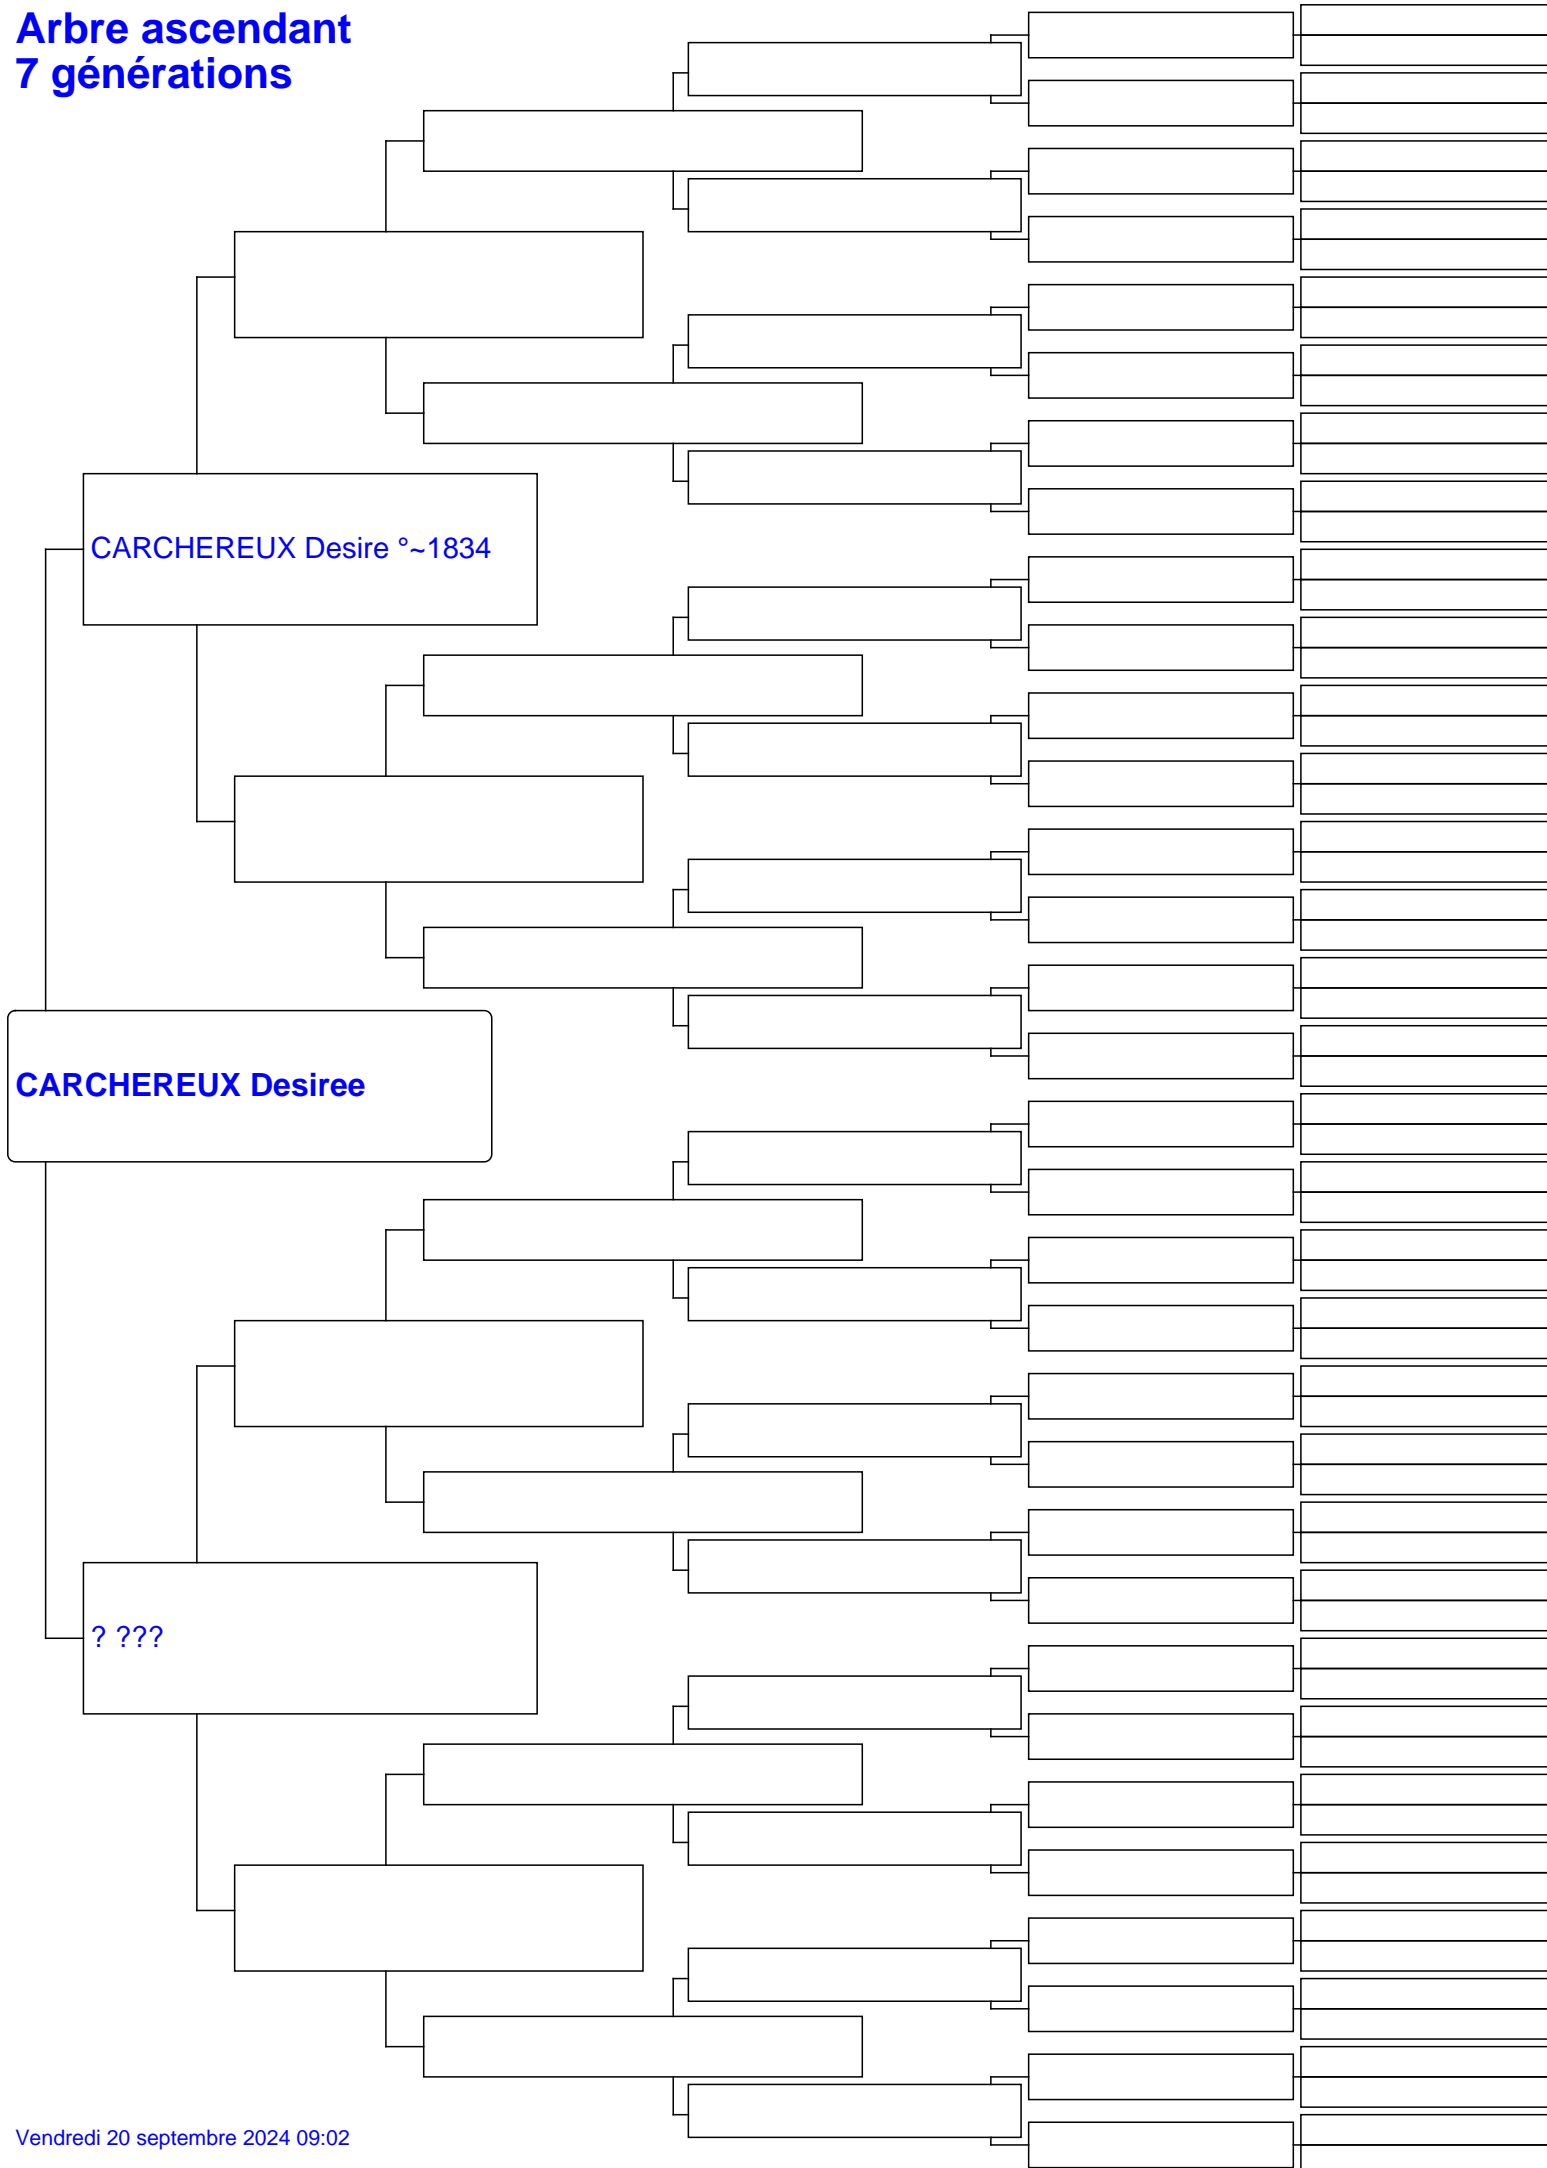 Arbre ascendant
7 générations
CARCHEREUX Desire °~1834
CARCHEREUX Desiree
? ???
Vendredi 20 septembre 2024 09:02